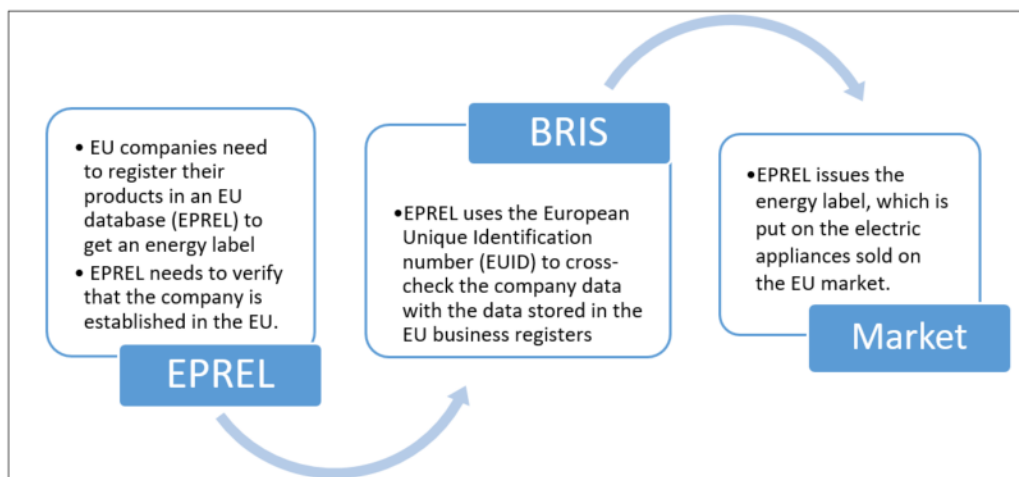 • EU companies need
to register their
products in an EU
database (EPREL) to
get an energy label
• EPREL needs to verify
that the company is
established in the EU.
EPREL
BRIS
•EPREL uses the European
Unique Identification
number (EUID) to cross-
check the company data
with the data stored in the
EU business registers
•EPREL issues the
energy label, which is
put on the electric
appliances sold on
the EU market.
Market